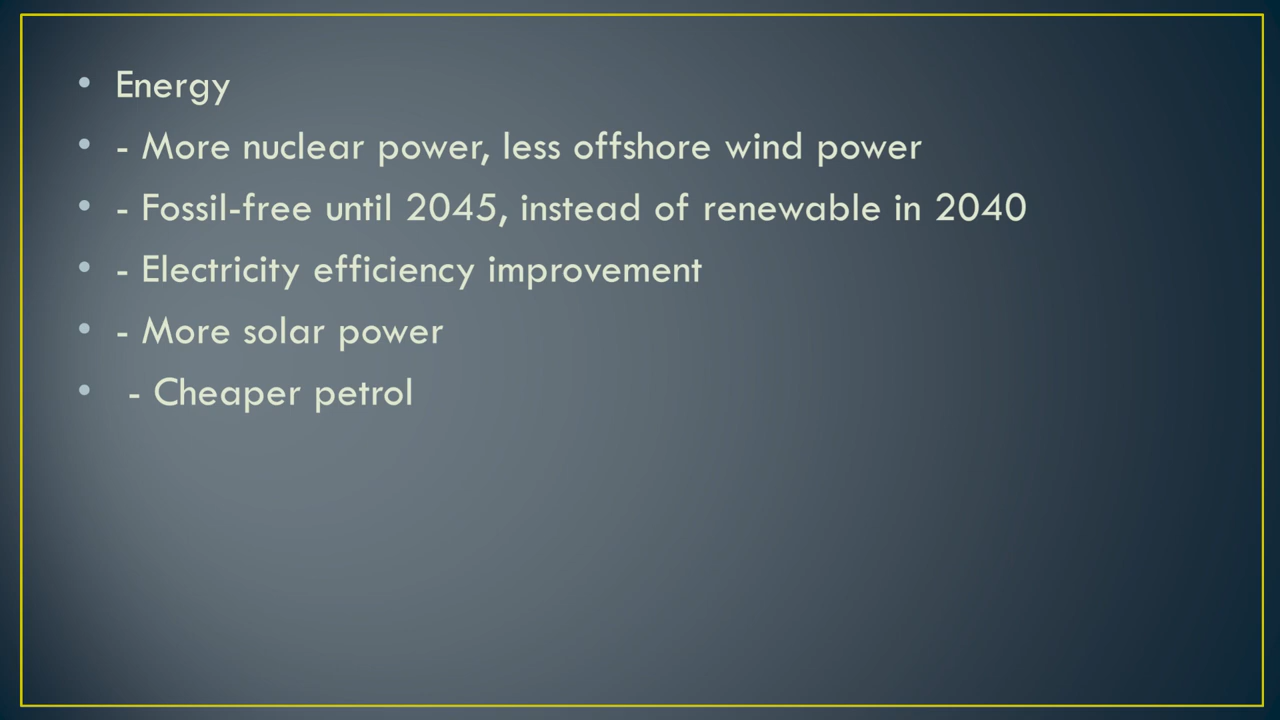 • Energy
• - More nuclear power, less offshore wind power
• - Fossil-free until 2045, instead of renewable in 2040
• - Electricity efficiency improvement
• - More solar power
• - Cheaper petrol